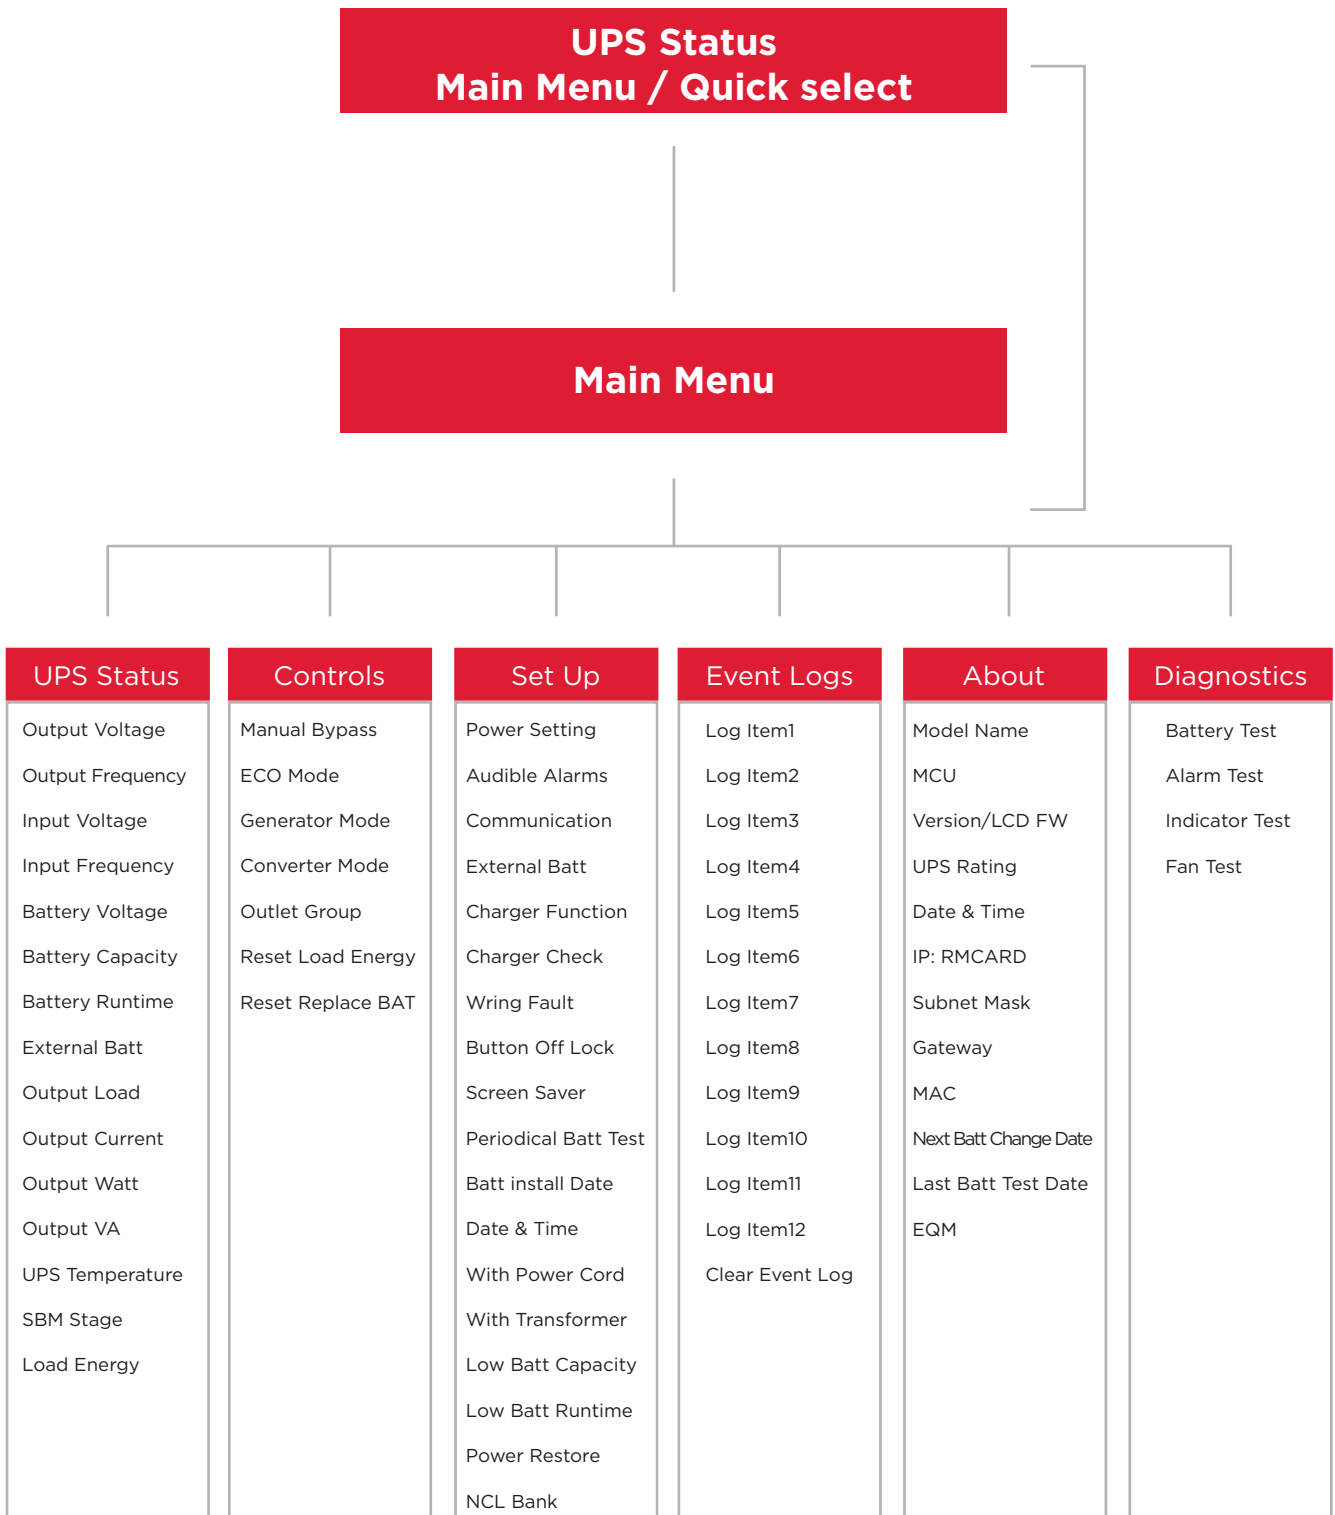 UPS Status
Main Menu / Quick select
Main Menu
UPS Status
Output Voltage
Output Frequency
Input Voltage
Input Frequency
Battery Voltage
Battery Capacity
Battery Runtime
External Batt
Output Load
Output Current
Output Watt
Output VA
UPS Temperature
SBM Stage
Load Energy
Controls
Manual Bypass
ECO Mode
Generator Mode
Converter Mode
Outlet Group
Reset Load Energy
Reset Replace BAT
Set Up
Power Setting
Audible Alarms
Communication
External Batt
Charger Function
Charger Check
Wring Fault
Button Off Lock
Screen Saver
Periodical Batt Test
Batt install Date
Date & Time
With Power Cord
With Transformer
Low Batt Capacity
Low Batt Runtime
Power Restore
NCL Bank
Event Logs
Log Item1
Log Item2
Log Item3
Log Item4
Log Item5
Log Item6
Log Item7
Log Item8
Log Item9
Log Item10
Log Item11
Log Item12
Clear Event Log
About
Model Name
MCU
Version/LCD FW
UPS Rating
Date & Time
IP: RMCARD
Subnet Mask
Gateway
MAC
Next Batt Change Date
Last Batt Test Date
EQM
Diagnostics
Battery Test
Alarm Test
Indicator Test
Fan Test